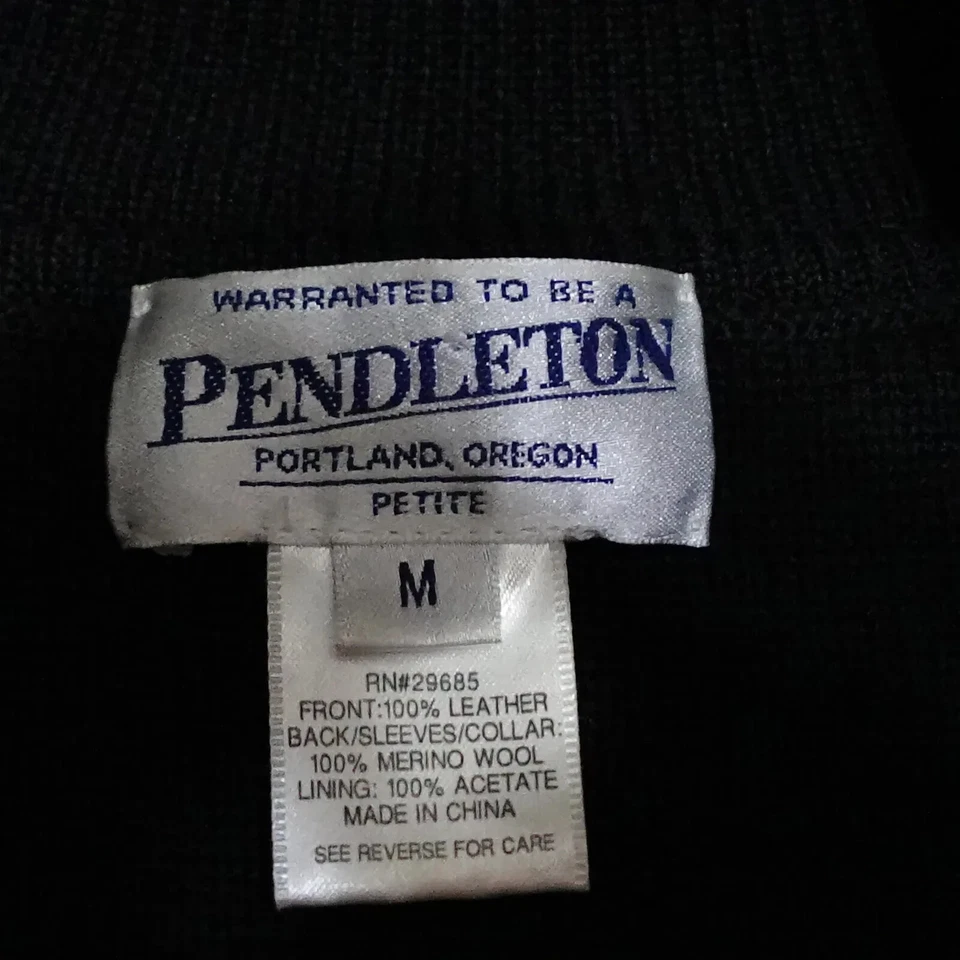 WARRANTED TO BE A
PENDLETON
PORTLAND, OREGON
PETITE
M
RN#29685
FRONT:100% LEATHER
BACK/SLEEVES/COLLAR:
100% MERINO WOOL
LINING: 100% ACETATE
MADE IN CHINA
SEE REVERSE FOR CARE